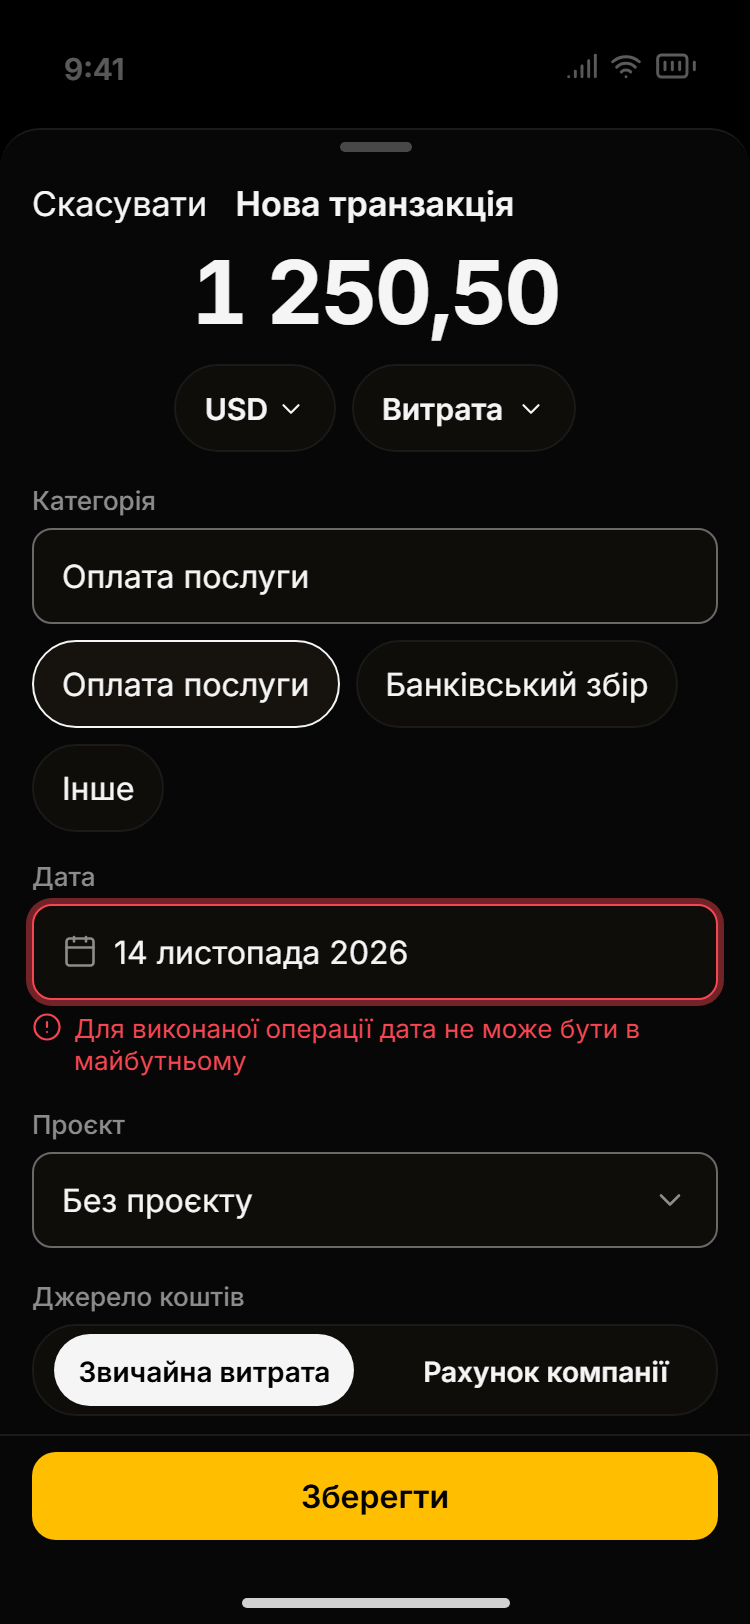 9:41
Скасувати Нова транзакція
1 250,50
USD Витрата
Категорія
Оплата послуги
Оплата послуги Банківський збір
Інше
Дата
14 листопада 2026
Для виконаної операції дата не може бути в
майбутньому
Проєкт
Без проєкту
Джерело коштів
Звичайна витрата Рахунок компанії
Зберегти